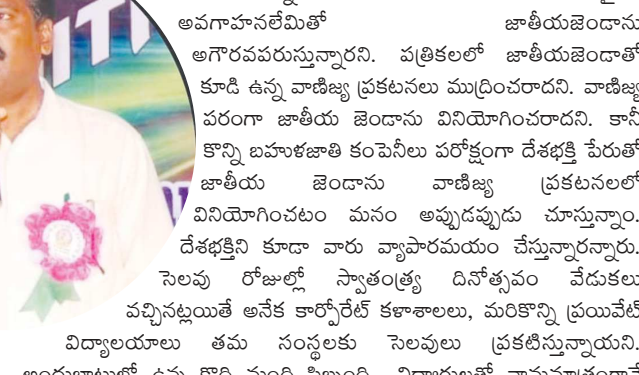 అవగాహనలేమితో జాతీయజెండాను
అగౌరవపరుస్తున్నారని. పత్రికలలో జాతీయజెండాతో
కూడి ఉన్న వాణిజ్య ప్రకటనలు ముద్రించరాదని. వాణిజ్య
పరంగా జాతీయ జెండాను వినియోగించరాదని. కానీ
కొన్ని బహుళజాతి కంపెనీలు పరోక్షంగా దేశభక్తి పేరుతో
జాతీయ జెండాను వాణిజ్య ప్రకటనలలో
వినియోగించటం మనం అప్పుడప్పుడు చూస్తున్నాం.
దేశభక్తిని కూడా వారు వ్యాపారమయం చేస్తున్నారన్నారు.
సెలవు రోజుల్లో స్వాతంత్ర్య దినోత్సవం వేడుకలు
వచ్చినట్లయితే అనేక కార్పోరేట్ కళాశాలలు, మరికొన్ని ప్రయివేట్
విద్యాలయాలు తమ సంస్థలకు సెలవులు ప్రకటిస్తున్నాయని.